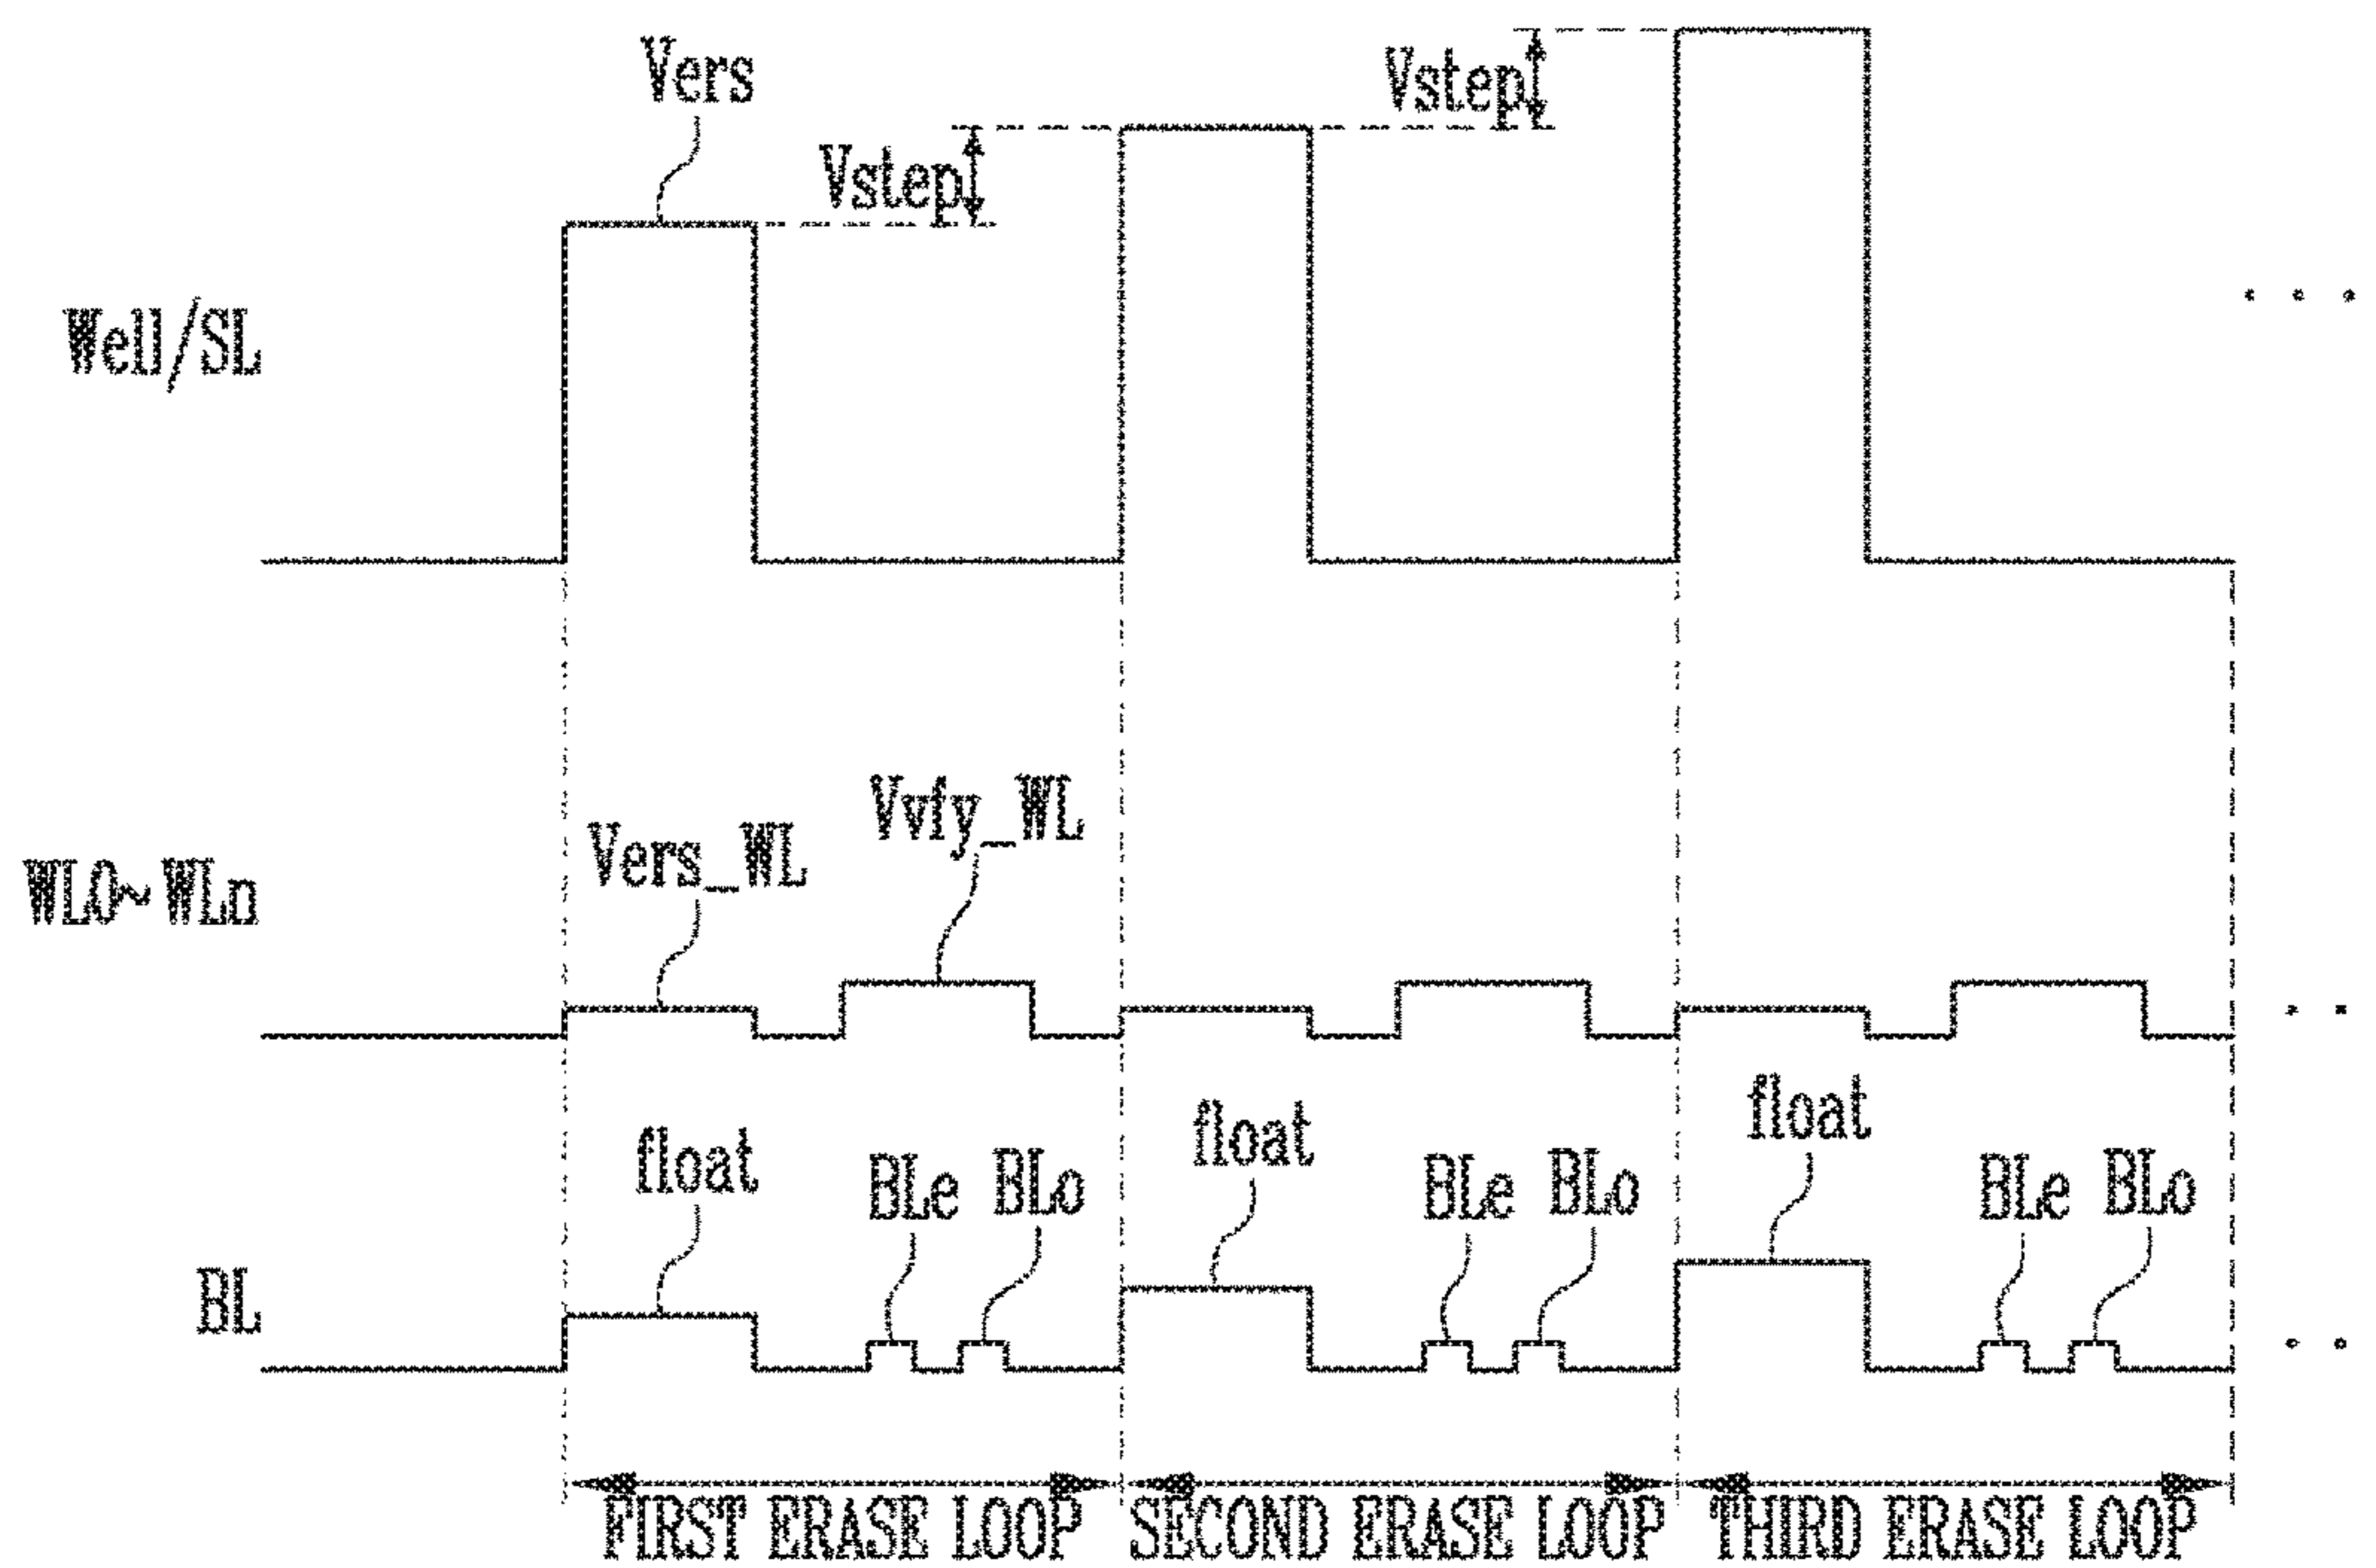 Vers
Vstep
Vstep
Well/SL
Vers_WL
Vvfy_WL
WL0~WLn
float
BLe
BLo
float
BLe
BLo
float
BLe
BLo
BL
FIRST ERASE LOOP
SECOND ERASE LOOP
THIRD ERASE LOOP